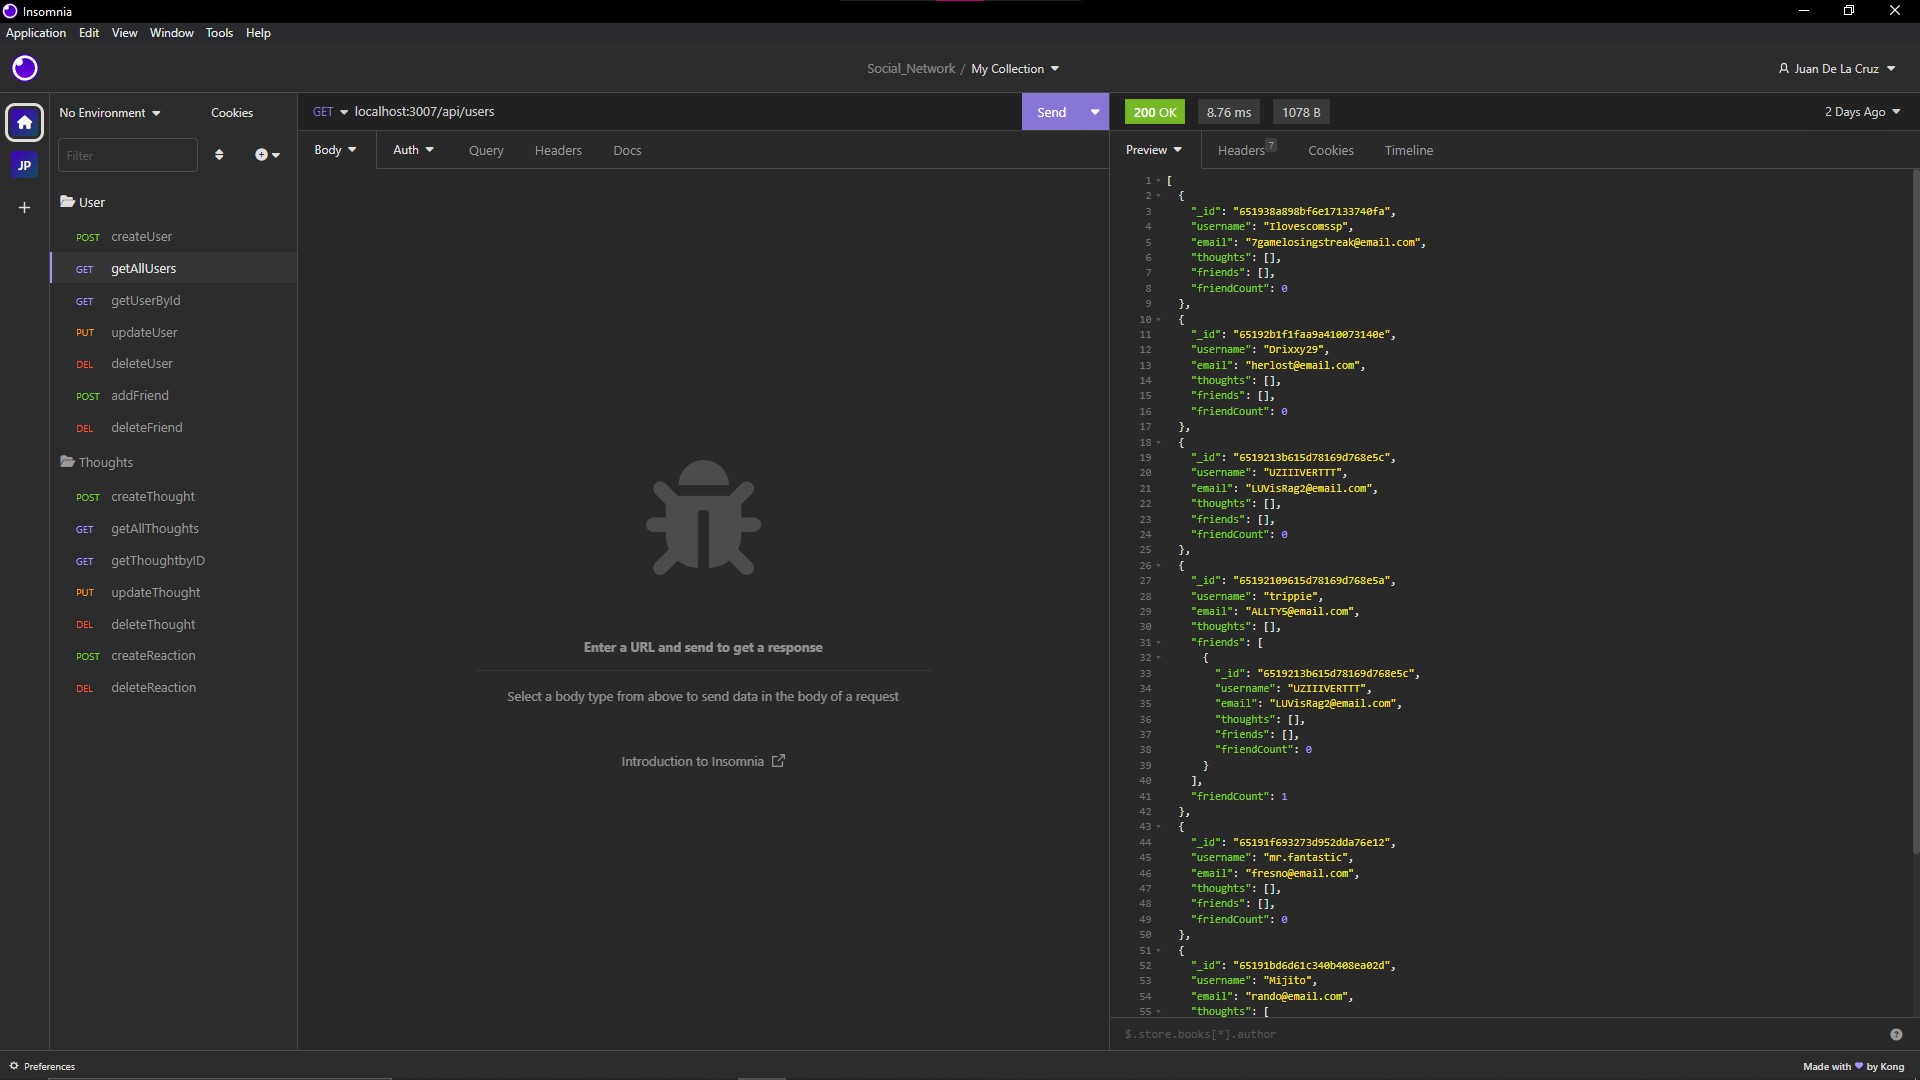 Insomnia
Application Edit View Window Tools Help
Social_Network / My Collection
Juan De La Cruz
No Environment
Cookies
Filter
JP
User
POST createUser
GET getAllUsers
GET getUserById
PUT updateUser
DEL deleteUser
POST addFriend
DEL deleteFriend
Thoughts
POST createThought
GET getAllThoughts
GET getThoughtbyID
PUT updateThought
DEL deleteThought
POST createReaction
DEL deleteReaction
GET localhost:3007/api/users
Send
Body Auth Query Headers Docs
Enter a URL and send to get a response
Select a body type from above to send data in the body of a request
Introduction to Insomnia
200 OK 8.76 ms 1078 B
2 Days Ago
Preview Headers 7 Cookies Timeline
1 [
2 {
3 "_id": "651938a898bf6e17133740fa",
4 "username": "Ilovescomssp",
5 "email": "7gamelosingstreak@email.com",
6 "thoughts": [],
7 "friends": [],
8 "friendCount": 0
9 },
10 {
11 "_id": "65192b1f1faa9a410073140e",
12 "username": "Drixxy29",
13 "email": "herlost@email.com",
14 "thoughts": [],
15 "friends": [],
16 "friendCount": 0
17 },
18 {
19 "_id": "6519213b615d78169d768e5c",
20 "username": "UZIIIVERTTT",
21 "email": "LUVisRag2@email.com",
22 "thoughts": [],
23 "friends": [],
24 "friendCount": 0
25 },
26 {
27 "_id": "65192109615d78169d768e5a",
28 "username": "trippie",
29 "email": "ALLTY5@email.com",
30 "thoughts": [],
31 "friends": [
32 {
33 "_id": "6519213b615d78169d768e5c",
34 "username": "UZIIIVERTTT",
35 "email": "LUVisRag2@email.com",
36 "thoughts": [],
37 "friends": [],
38 "friendCount": 0
39 }
40 ],
41 "friendCount": 1
42 },
43 {
44 "_id": "65191f693273d952dda76e12",
45 "username": "mr.fantastic",
46 "email": "fresno@email.com",
47 "thoughts": [],
48 "friends": [],
49 "friendCount": 0
50 },
51 {
52 "_id": "65191bd6d61c340b408ea02d",
53 "username": "Mijito",
54 "email": "rando@email.com",
55 "thoughts": [
$.store.books[*].author
Preferences
Made with ♥ by Kong